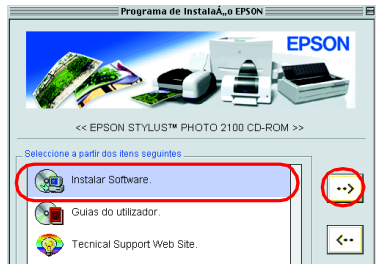 Programa de InstalaÁ„o EPSON
EPSON
<< EPSON STYLUS™ PHOTO 2100 CD-ROM >>
Seleccione a partir dos itens seguintes
Instalar Software.
Guias do utilizador.
Tecnical Support Web Site.